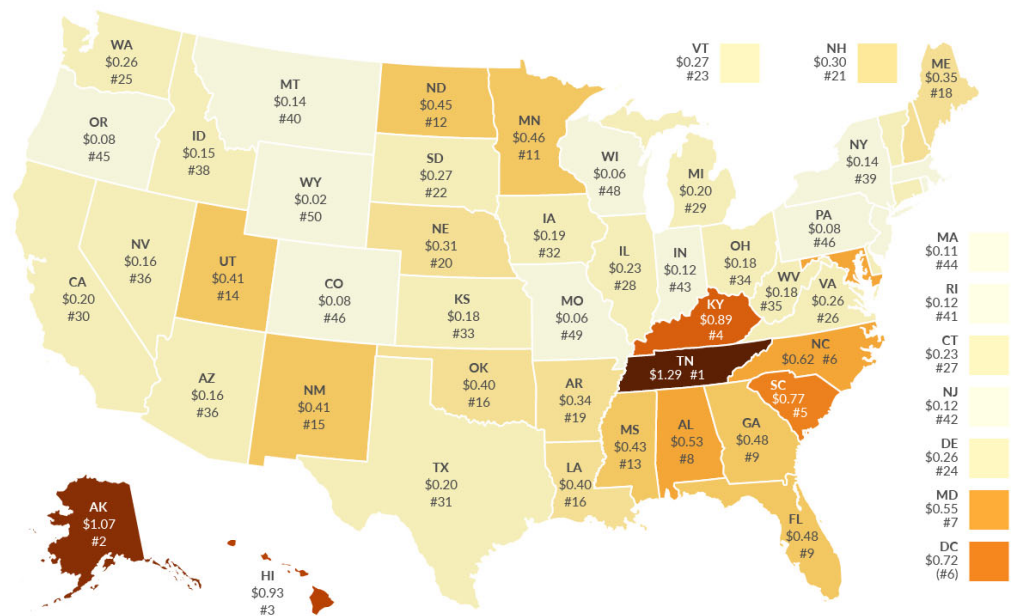 WA
$0.26
#25
MT
$0.14
#40
ND
$0.45
#12
MN
$0.46
#11
VT
$0.27
#23
NH
$0.30
#21
ME
$0.35
#18
OR
$0.08
#45
ID
$0.15
#38
WY
$0.02
#50
SD
$0.27
#22
WI
$0.06
#48
MI
$0.20
#29
NY
$0.14
#39
NV
$0.16
#36
UT
$0.41
#14
CO
$0.08
#46
NE
$0.31
#20
IA
$0.19
#32
IL
$0.23
#28
IN
$0.12
#43
OH
$0.18
#34
PA
$0.08
#46
CA
$0.20
#30
KS
$0.18
#33
MO
$0.06
#49
KY
$0.89
#4
WV
$0.18
#35
VA
$0.26
#26
MA
$0.11
#44
RI
$0.12
#41
CT
$0.23
#27
NJ
$0.12
#42
DE
$0.26
#24
MD
$0.55
#7
DC
$0.72
(#6)
AZ
$0.16
#36
NM
$0.41
#15
OK
$0.40
#16
AR
$0.34
#19
TN
$1.29 #1
NC
$0.62 #6
SC
$0.77
#5
TX
$0.20
#31
LA
$0.40
#16
MS
$0.43
#13
AL
$0.53
#8
GA
$0.48
#9
FL
$0.48
#9
AK
$1.07
#2
HI
$0.93
#3